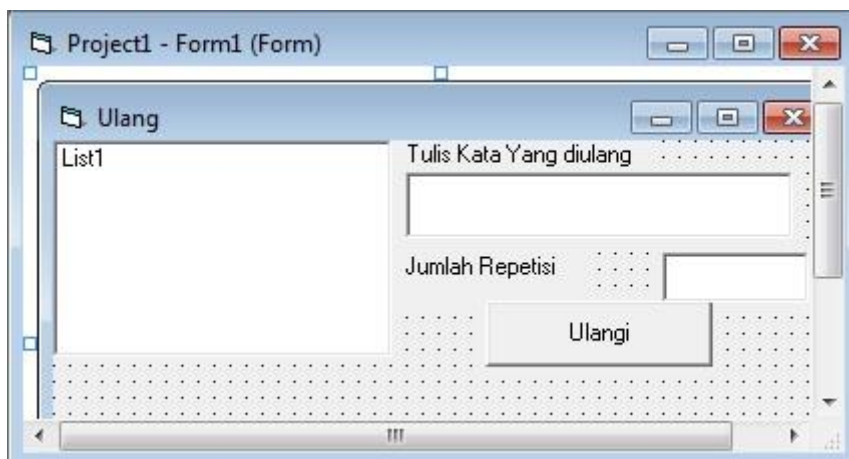 Project1 - Form1 (Form)
Ulang
List1
Tulis Kata Yang diulang
Jumlah Repetisi
Ulangi